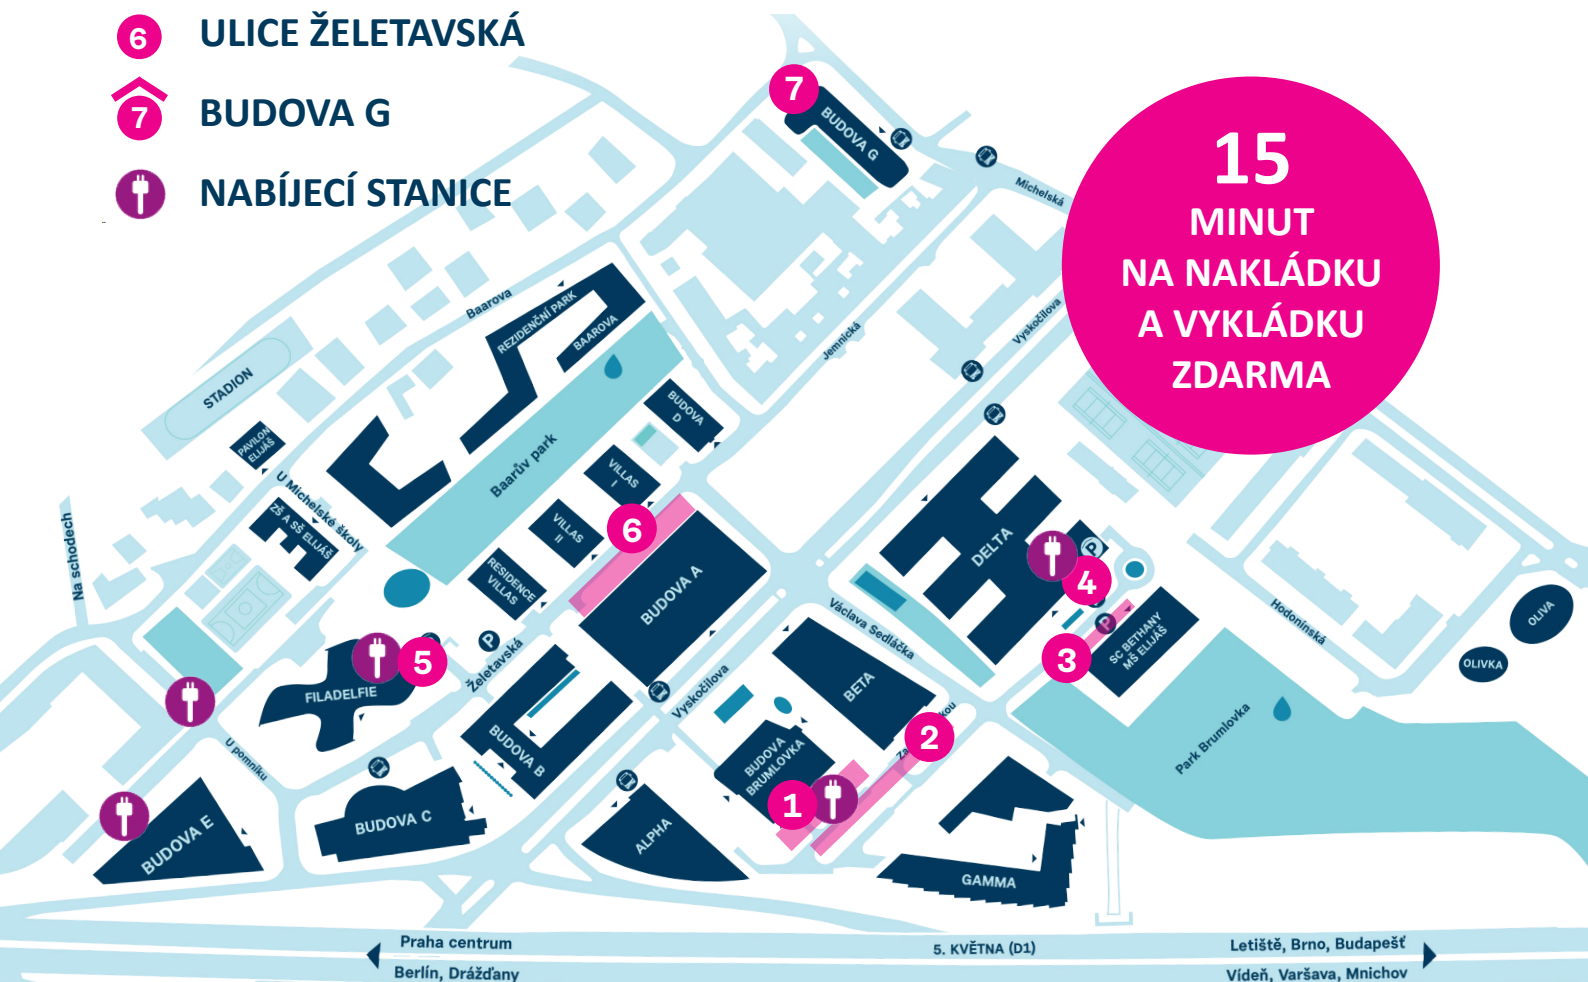 6 ULICE ŽELETAVSKÁ
7 BUDOVA G
NABÍJECÍ STANICE
15
MINUT
NA NAKLÁDKU
A VYKLÁDKU
ZDARMA
7
BUDOVA G
Michelská
Vyskočilova
Jemnická
Baarova
REZIDENČNÍ PARK
BAAROVA
STADION
PAVILON
ELIJÁŠ
U Michelské školy
ZŠ A SŠ ELIJÁŠ
Na schodech
Baarův park
BUDOVA
D
VILLAS
I
VILLAS
II
RESIDENCE
VILLAS
6
BUDOVA A
DELTA
P
4
P
3
SC BETHANY
MŠ ELIJÁŠ
Hodonínská
OLIVA
OLIVKA
Václava Sedláčka
BETA
P
Želetavská
5
FILADELFIE
U pomníku
BUDOVA B
Vyskočilova
BUDOVA
BRUMLOVKA
2
1
Park Brumlovka
BUDOVA E
BUDOVA C
ALPHA
GAMMA
Praha centrum
Berlín, Drážďany
5. KVĚTNA (D1)
Letiště, Brno, Budapešť
Vídeň, Varšava, Mnichov